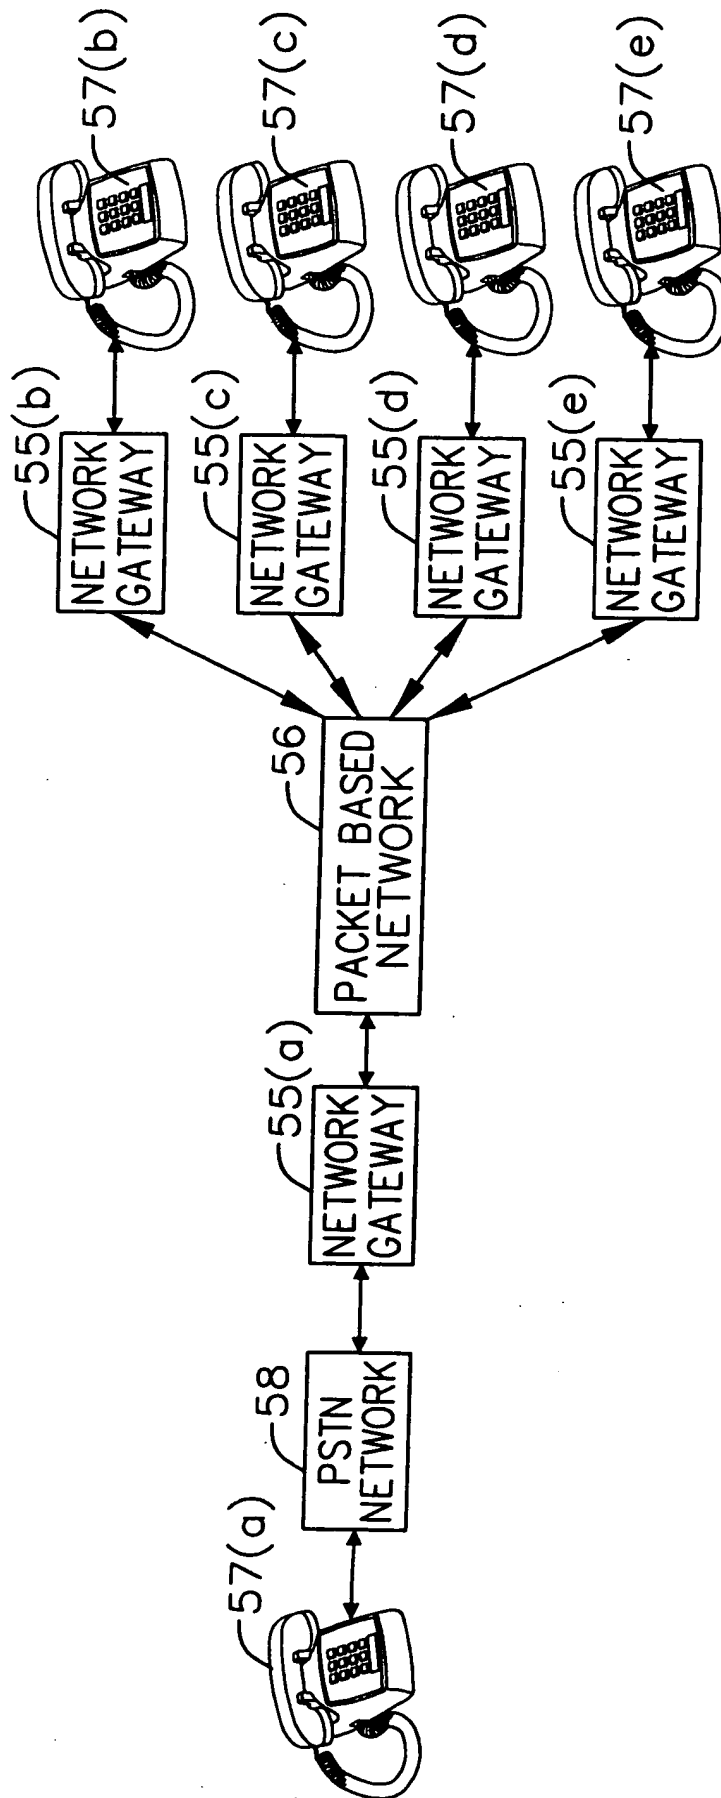 57(a)
58
PSTN
NETWORK
55(a)
NETWORK
GATEWAY
56
PACKET BASED
NETWORK
55(b)
NETWORK
GATEWAY
57(b)
55(c)
NETWORK
GATEWAY
57(c)
55(d)
NETWORK
GATEWAY
57(d)
55(e)
NETWORK
GATEWAY
57(e)